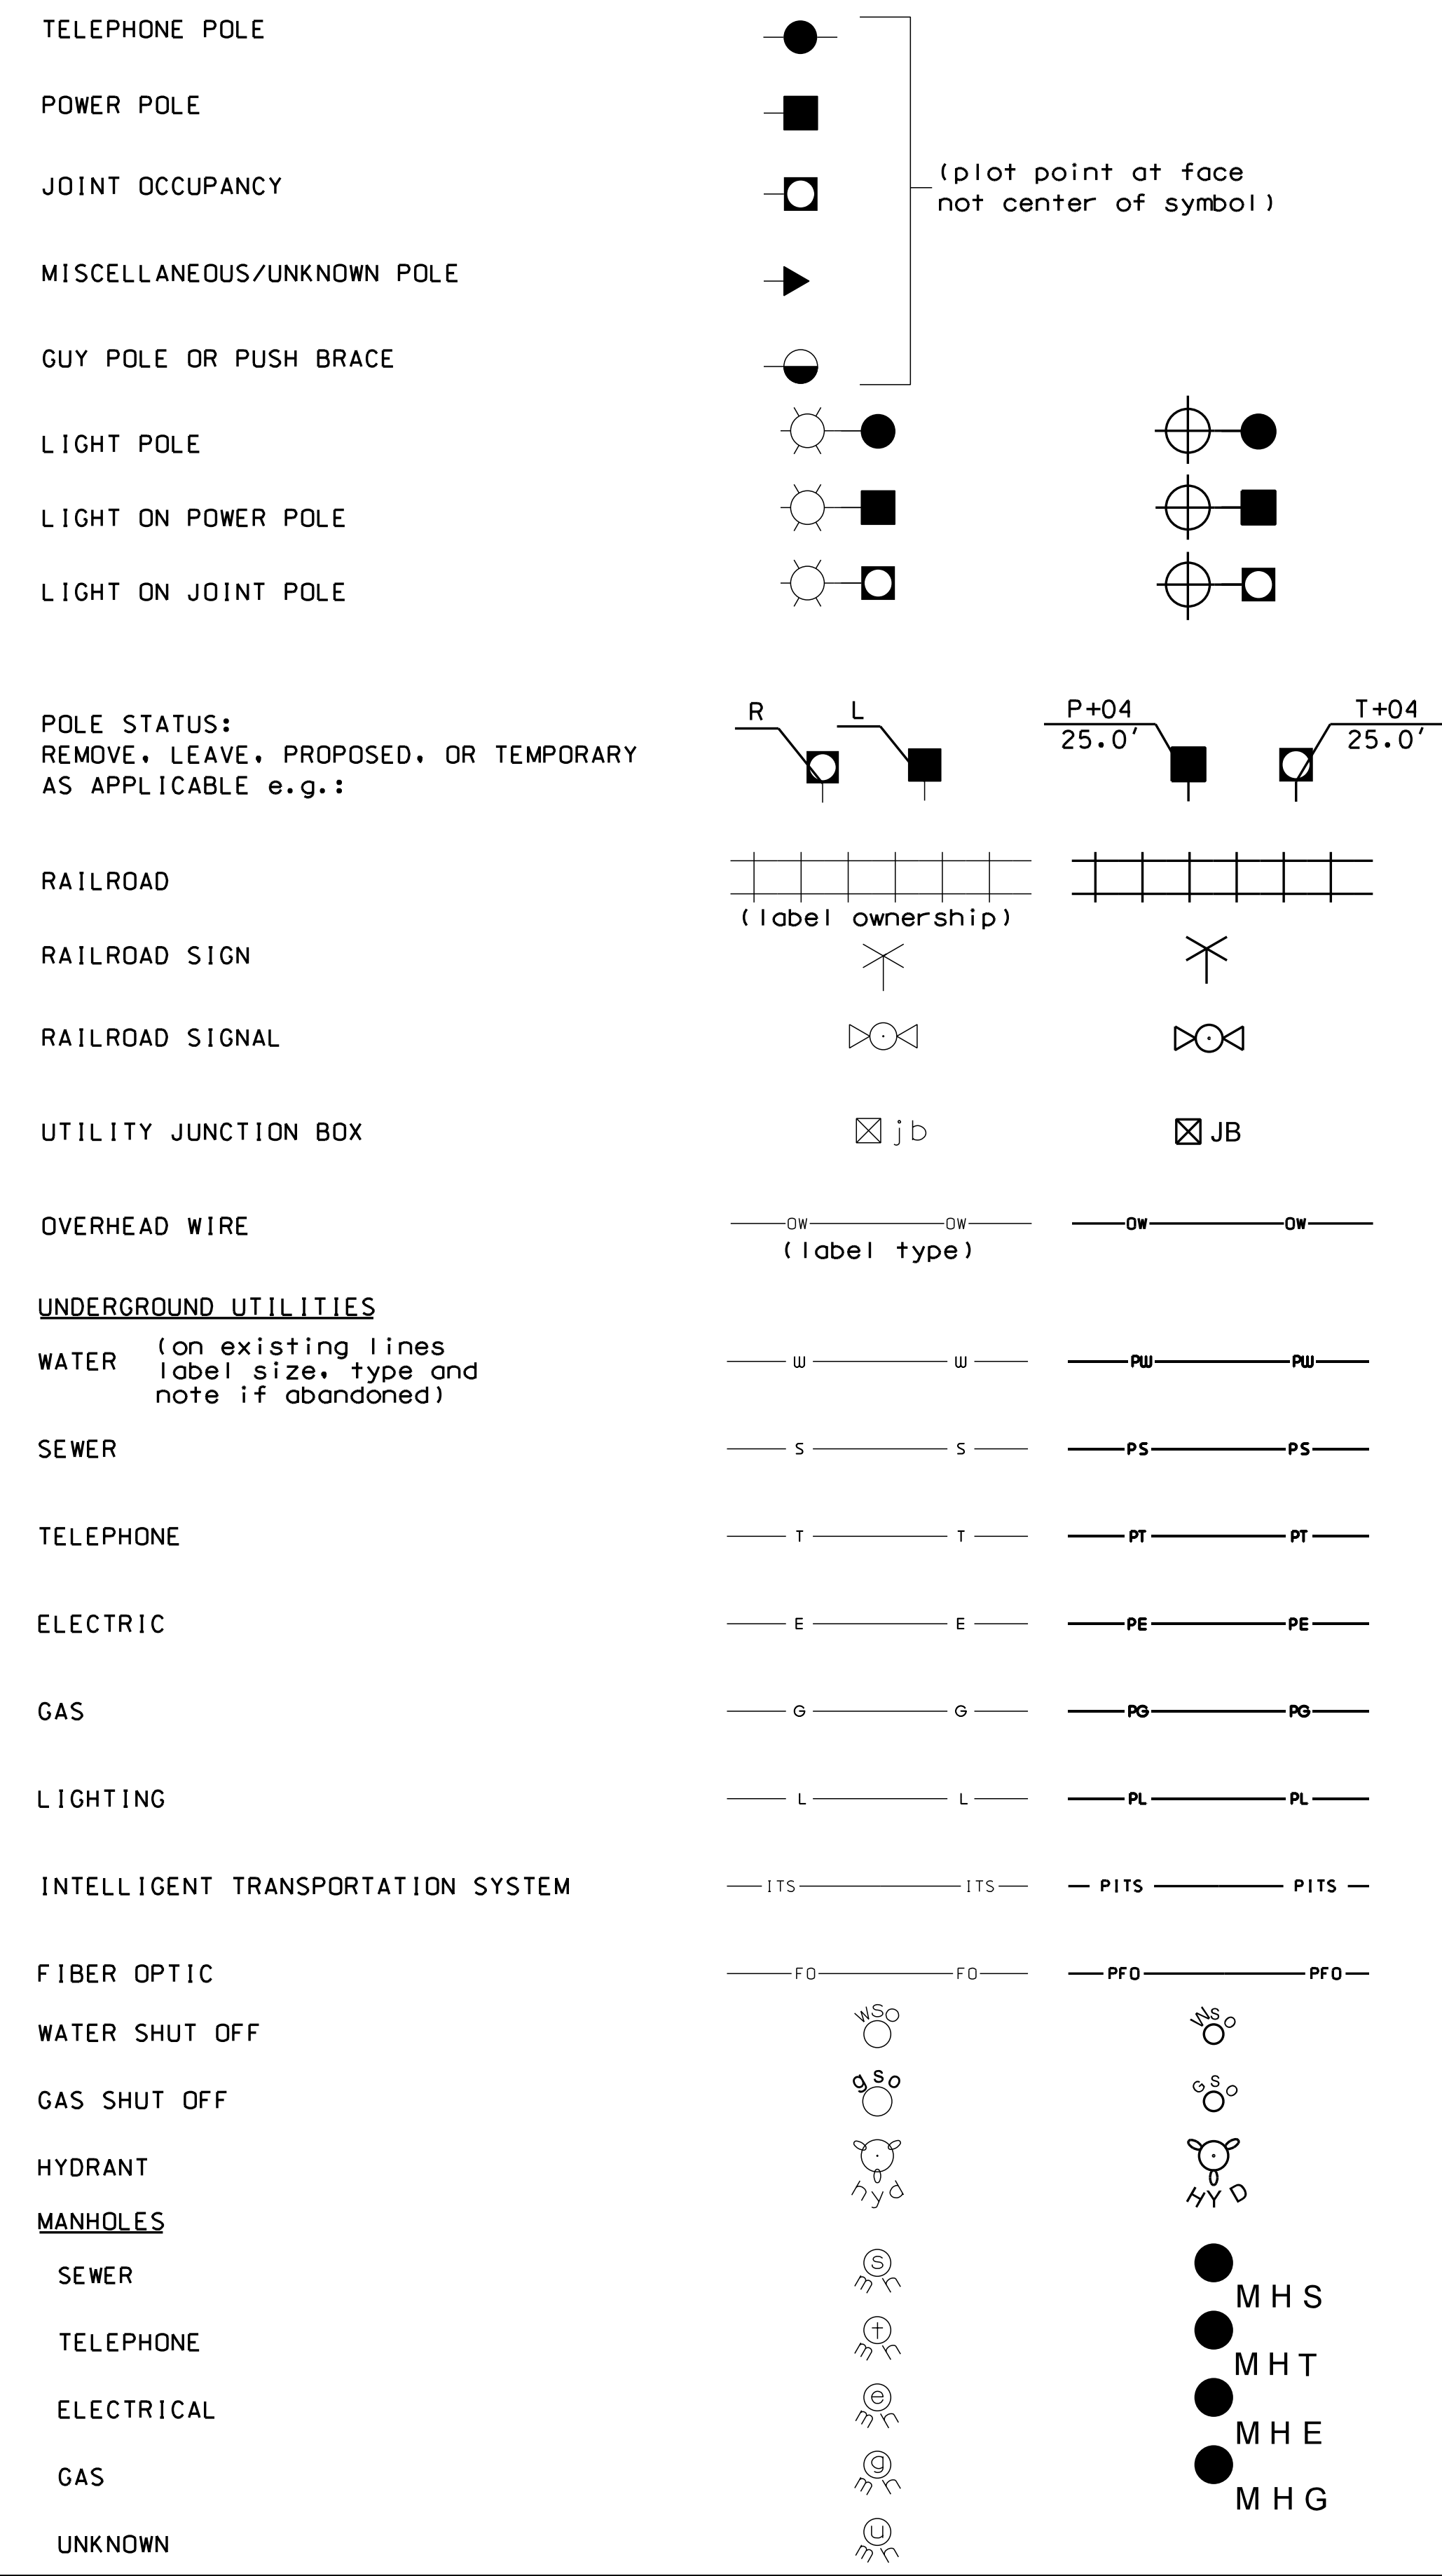 TELEPHONE POLE
POWER POLE
JOINT OCCUPANCY
(plot point at face
not center of symbol)
MISCELLANEOUS/UNKNOWN POLE
GUY POLE OR PUSH BRACE
LIGHT POLE
LIGHT ON POWER POLE
LIGHT ON JOINT POLE
R L P+04 T+04
25.0' 25.0'
POLE STATUS:
REMOVE, LEAVE, PROPOSED, OR TEMPORARY
AS APPLICABLE e.g.:
RAILROAD
(label ownership)
RAILROAD SIGN
RAILROAD SIGNAL
UTILITY JUNCTION BOX jb JB
OVERHEAD WIRE OW OW OW OW
(label type)
UNDERGROUND UTILITIES
WATER (on existing lines
label size, type and
note if abandoned)
W W PW PW
SEWER S S PS PS
TELEPHONE T T PT PT
ELECTRIC E E PE PE
GAS G G PG PG
LIGHTING L L PL PL
INTELLIGENT TRANSPORTATION SYSTEM ITS ITS PITS PITS
FIBER OPTIC FO FO PFO PFO
WATER SHUT OFF WSO WSO
GAS SHUT OFF gso GSO
HYDRANT hyd HYD
MANHOLES
SEWER s mh MHS
TELEPHONE t mh MHT
ELECTRICAL e mh MHE
GAS g mh MHG
UNKNOWN u mh